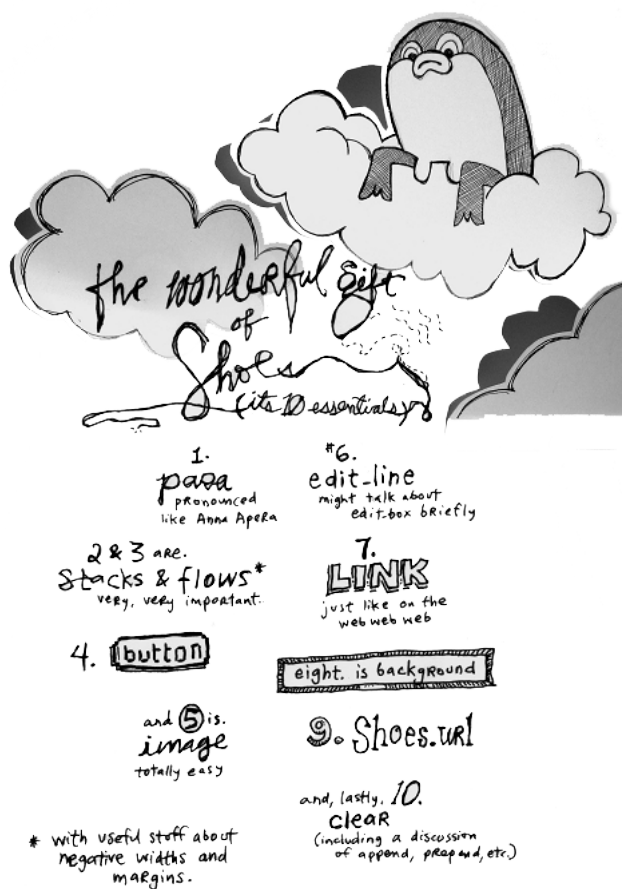 the wonderful gift
of
Shoes
(its 10 essentials)
1.
para
pronounced
like Anna Apera
2 & 3 are.
Stacks & flows*
very, very important.
4. button
and 5 is.
image
totally easy
#6.
edit_line
might talk about
edit-box briefly
7.
LINK
just like on the
web web web
eight. is background
9. Shoes.url
and, lastly, 10.
clear
(including a discussion
of append, prepend, etc.)
* with useful stuff about
negative widths and
margins.